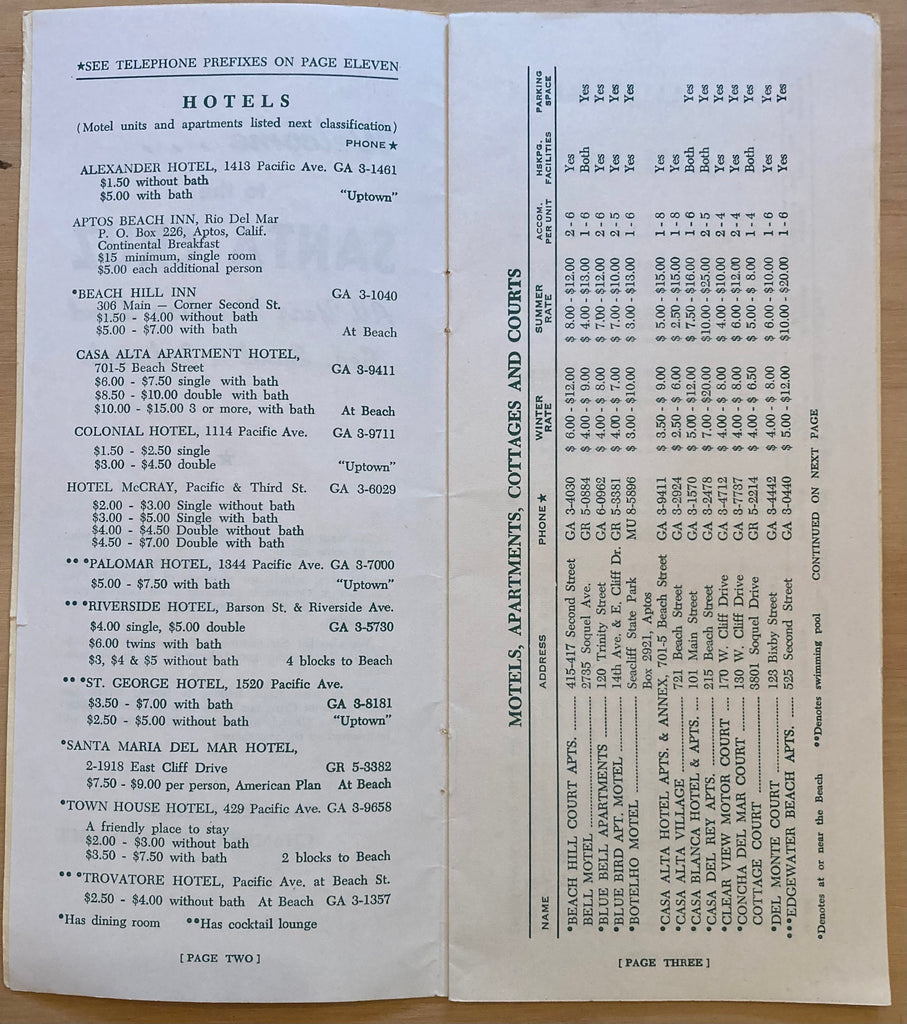 ★SEE TELEPHONE PREFIXES ON PAGE ELEVEN
HOTELS
(Motel units and apartments listed next classification)
PHONE ★
ALEXANDER HOTEL, 1413 Pacific Ave. GA 3-1461
$1.50 without bath
$5.00 with bath "Uptown"
APTOS BEACH INN, Rio Del Mar
P. O. Box 226, Aptos, Calif.
Continental Breakfast
$15 minimum, single room
$5.00 each additional person
*BEACH HILL INN GA 3-1040
306 Main — Corner Second St.
$1.50 - $4.00 without bath
$5.00 - $7.00 with bath At Beach
CASA ALTA APARTMENT HOTEL,
701-5 Beach Street GA 3-9411
$6.00 - $7.50 single with bath
$8.50 - $10.00 double with bath
$10.00 - $15.00 3 or more, with bath At Beach
COLONIAL HOTEL, 1114 Pacific Ave. GA 3-9711
$1.50 - $2.50 single
$3.00 - $4.50 double "Uptown"
HOTEL McCRAY, Pacific & Third St. GA 3-6029
$2.00 - $3.00 Single without bath
$3.00 - $5.00 Single with bath
$4.00 - $4.50 Double without bath
$4.50 - $7.00 Double with bath
** *PALOMAR HOTEL, 1344 Pacific Ave. GA 3-7000
$5.00 - $7.50 with bath "Uptown"
** *RIVERSIDE HOTEL, Barson St. & Riverside Ave.
$4.00 single, $5.00 double GA 3-5730
$6.00 twins with bath
$3, $4 & $5 without bath 4 blocks to Beach
** *ST. GEORGE HOTEL, 1520 Pacific Ave.
$3.50 - $7.00 with bath GA 3-8181
$2.50 - $5.00 without bath "Uptown"
*SANTA MARIA DEL MAR HOTEL,
2-1918 East Cliff Drive GR 5-3382
$7.50 - $9.00 per person, American Plan At Beach
*TOWN HOUSE HOTEL, 429 Pacific Ave. GA 3-9658
A friendly place to stay
$2.00 - $3.00 without bath
$3.50 - $7.50 with bath 2 blocks to Beach
** *TROVATORE HOTEL, Pacific Ave. at Beach St.
$2.50 - $4.00 without bath At Beach GA 3-1357
*Has dining room **Has cocktail lounge
[ PAGE TWO ]
MOTELS, APARTMENTS, COTTAGES AND COURTS
NAME ADDRESS PHONE ★ WINTER RATE SUMMER RATE ACCOM. PER UNIT HSKPG. FACILITIES PARKING SPACE
*BEACH HILL COURT APTS. 415-417 Second Street GA 3-4030 $ 6.00 - $12.00 $ 8.00 - $12.00 2 - 6 Yes
BELL MOTEL 2735 Soquel Ave. GR 5-0884 $ 4.00 - $ 9.00 $ 4.00 - $13.00 1 - 6 Both Yes
*BLUE BELL APARTMENTS 120 Trinity Street GA 6-0962 $ 4.00 - $ 8.00 $ 7.00 - $12.00 2 - 6 Yes Yes
*BLUE BIRD APT. MOTEL 14th Ave. & E. Cliff Dr. GR 5-3381 $ 4.00 - $ 7.00 $ 7.00 - $10.00 2 - 5 Yes Yes
*BOTELHO MOTEL Seacliff State Park MU 8-5896 $ 3.00 - $10.00 $ 3.00 - $13.00 1 - 6 Yes Yes
Box 2921, Aptos
*CASA ALTA HOTEL APTS. & ANNEX, 701-5 Beach Street GA 3-9411 $ 3.50 - $ 9.00 $ 5.00 - $15.00 1 - 8 Yes
*CASA ALTA VILLAGE 721 Beach Street GA 3-2924 $ 2.50 - $ 6.00 $ 2.50 - $15.00 1 - 8 Yes
*CASA BLANCA HOTEL & APTS. 101 Main Street GA 3-1570 $ 5.00 - $12.00 $ 7.50 - $16.00 1 - 6 Both Yes
*CASA DEL REY APTS. 215 Beach Street GA 3-2478 $ 7.00 - $20.00 $10.00 - $25.00 2 - 5 Both Yes
*CLEAR VIEW MOTOR COURT 170 W. Cliff Drive GA 3-4712 $ 4.00 - $ 8.00 $ 4.00 - $10.00 2 - 4 Yes Yes
*CONCHA DEL MAR COURT 130 W. Cliff Drive GA 3-7737 $ 4.00 - $ 8.00 $ 6.00 - $12.00 2 - 4 Yes Yes
COTTAGE COURT 3801 Soquel Drive GR 5-2214 $ 4.00 - $ 6.50 $ 5.00 - $ 8.00 1 - 4 Both Yes
*DEL MONTE COURT 123 Bixby Street GA 3-4442 $ 4.00 - $ 8.00 $ 6.00 - $10.00 1 - 6 Yes Yes
***EDGEWATER BEACH APTS. 525 Second Street GA 3-0440 $ 5.00 - $12.00 $10.00 - $20.00 1 - 6 Yes Yes
*Denotes at or near the Beach **Denotes swimming pool CONTINUED ON NEXT PAGE
[ PAGE THREE ]